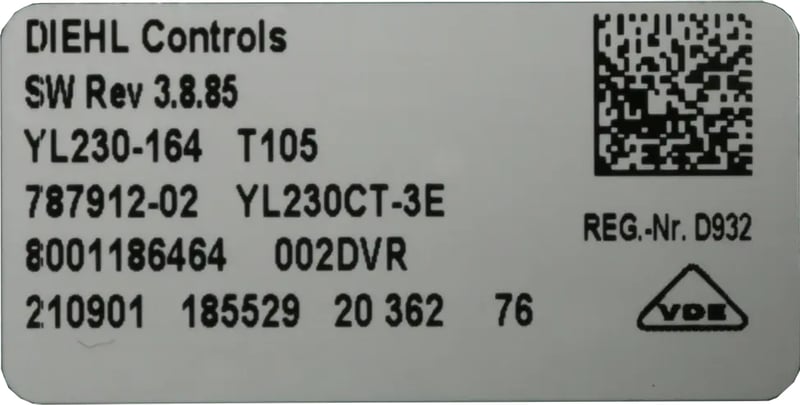 DIEHL Controls
SW Rev 3.8.85
YL230-164 T105
787912-02 YL230CT-3E
8001186464 002DVR
210901 185529 20 362 76
REG.-Nr. D932
VDE